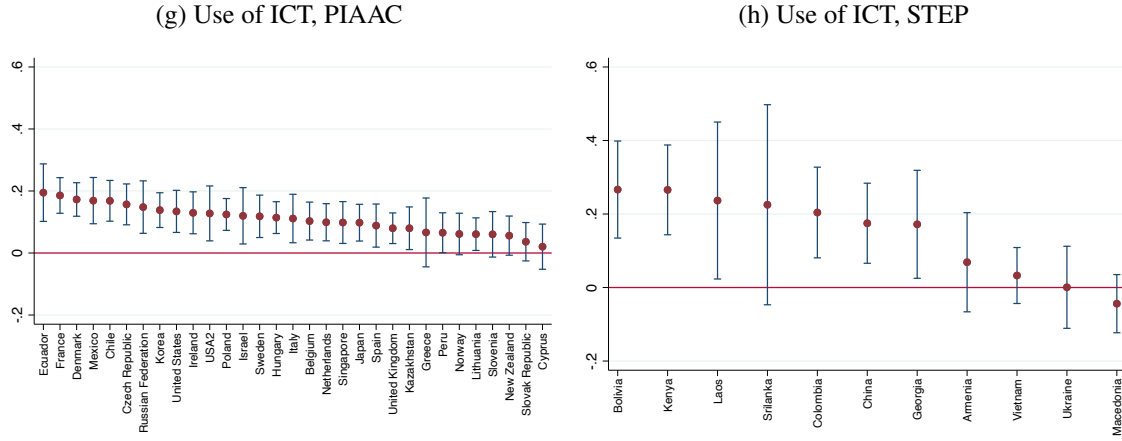 (g) Use of ICT, PIAAC
.6
.4
.2
0
-.2
Ecuador
France
Denmark
Mexico
Chile
Czech Republic
Russian Federation
Korea
United States
Ireland
USA2
Poland
Israel
Sweden
Hungary
Italy
Belgium
Netherlands
Singapore
Japan
Spain
United Kingdom
Kazakhstan
Greece
Peru
Norway
Lithuania
Slovenia
New Zealand
Slovak Republic
Cyprus
(h) Use of ICT, STEP
.6
.4
.2
0
-.2
Bolivia
Kenya
Laos
Srilanka
Colombia
China
Georgia
Armenia
Vietnam
Ukraine
Macedonia